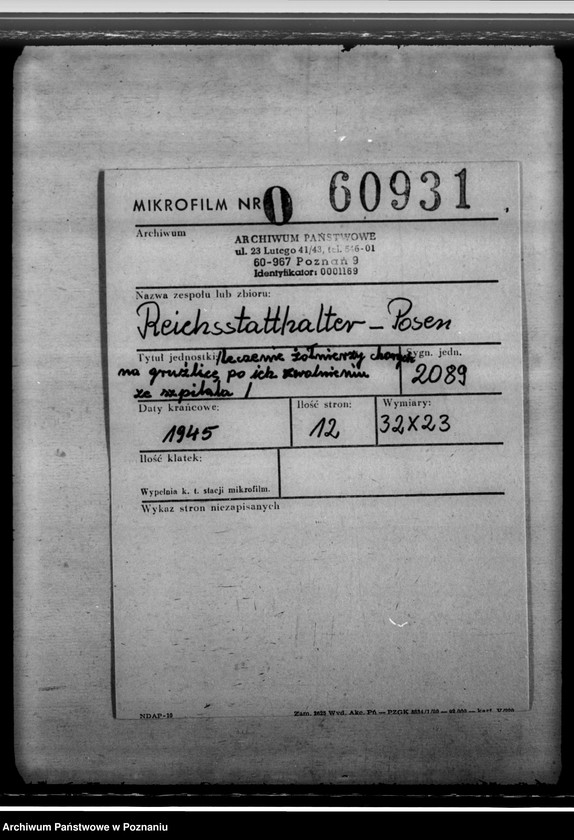 MIKROFILM NR 0 60931
Archiwum
ARCHIWUM PAŃSTWOWE
ul. 23 Lutego 41/43, tel. 546-01
60-967 Poznań 9
Identyfikator: 0001169
Nazwa zespołu lub zbioru:
Reichsstatthalter - Posen
Tytuł jednostki: /Leczenie żołnierzy chorych
na gruźlicę po ich zwolnieniu
ze szpitala/
Sygn. jedn.
2089
Daty krańcowe:
1945
Ilość stron:
12
Wymiary:
32X23
Ilość klatek:
Wypełnia k. t. stacji mikrofilm.
Wykaz stron niezapisanych
NDAP-10
Archiwum Państwowe w Poznaniu